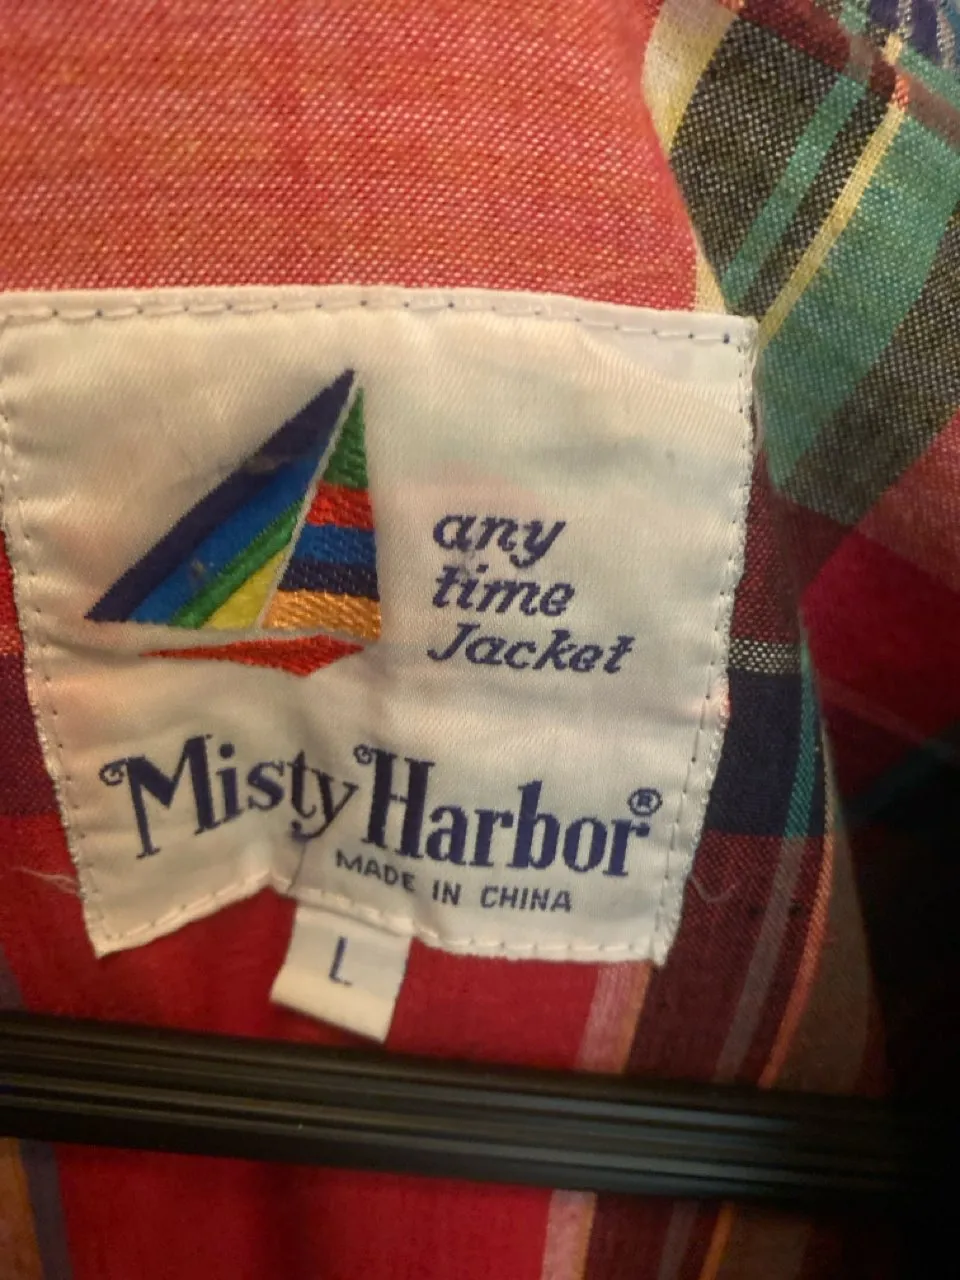 any
time
Jacket
Misty Harbor®
MADE IN CHINA
L